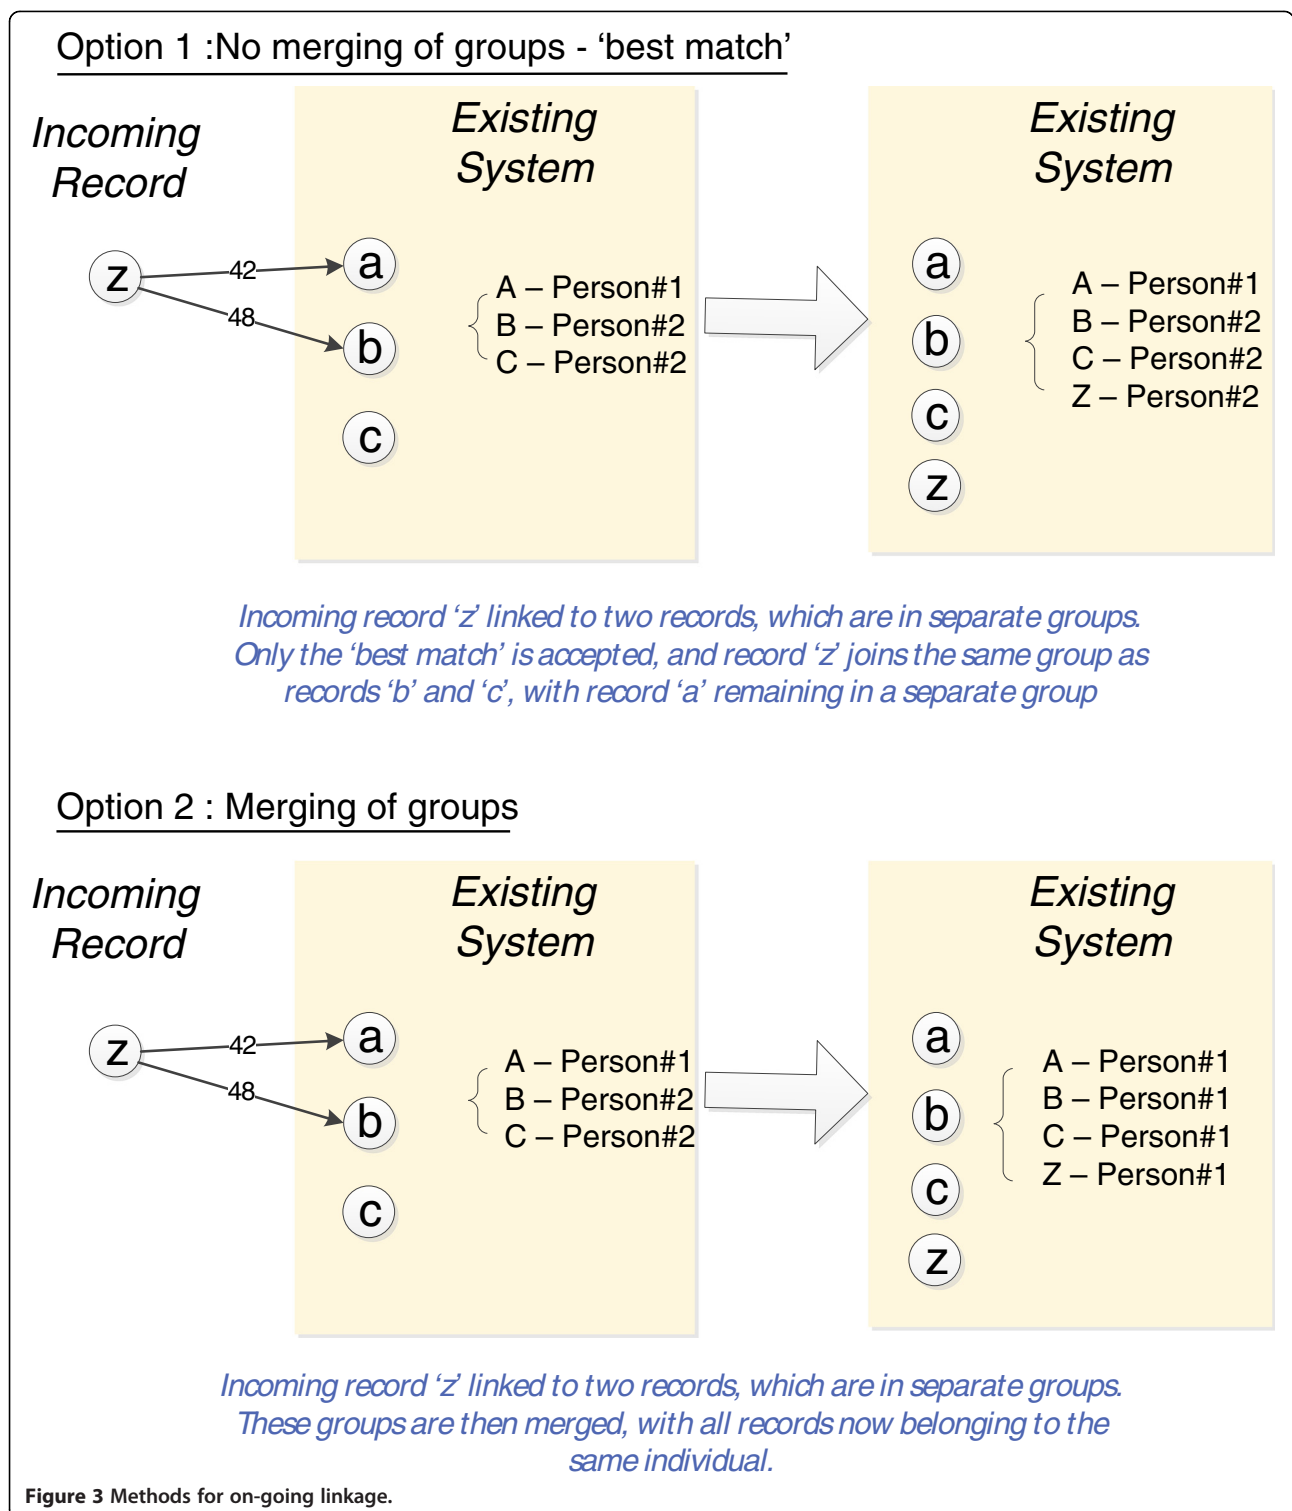 Option 1 :No merging of groups - ‘best match’
Incoming
Record
Existing
System
Existing
System
z
42
48
a
b
c
A – Person#1
B – Person#2
C – Person#2
a
b
c
z
A – Person#1
B – Person#2
C – Person#2
Z – Person#2
Incoming record ‘z’ linked to two records, which are in separate groups.
Only the ‘best match’ is accepted, and record ‘z’ joins the same group as
records ‘b’ and ‘c’, with record ‘a’ remaining in a separate group
Option 2 : Merging of groups
Incoming
Record
Existing
System
Existing
System
z
42
48
a
b
c
A – Person#1
B – Person#2
C – Person#2
a
b
c
z
A – Person#1
B – Person#1
C – Person#1
Z – Person#1
Incoming record ‘z’ linked to two records, which are in separate groups.
These groups are then merged, with all records now belonging to the
same individual.
Figure 3 Methods for on-going linkage.